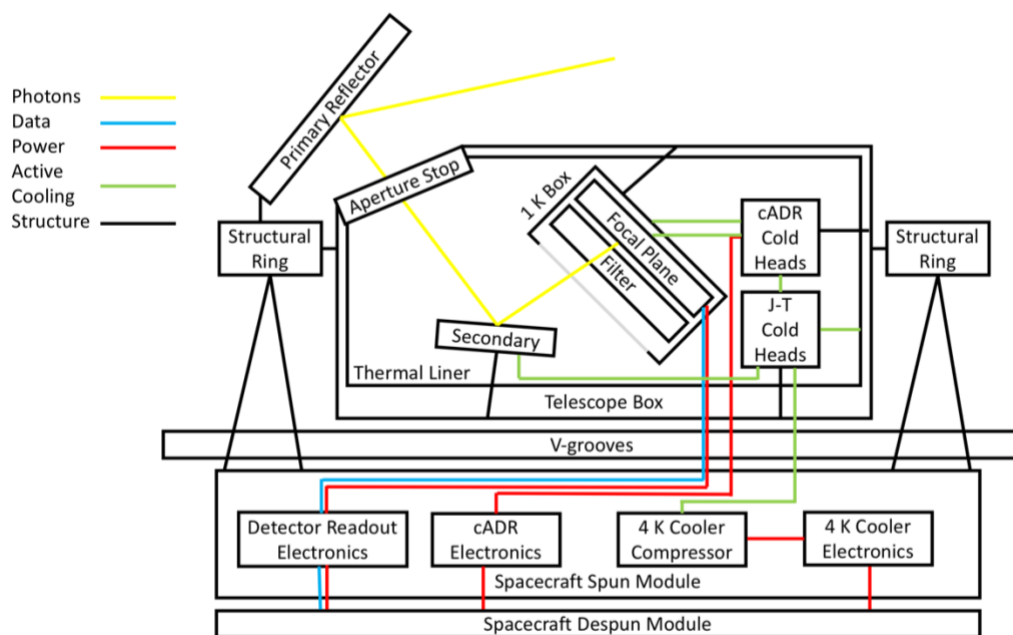 Photons
Data
Power
Active
Cooling
Structure
Primary Reflector
Aperture Stop
1 K Box
Focal Plane
Filter
Structural
Ring
cADR
Cold
Heads
Structural
Ring
J-T
Cold
Heads
Secondary
Thermal Liner
Telescope Box
V-grooves
Detector Readout
Electronics
cADR
Electronics
4 K Cooler
Compressor
4 K Cooler
Electronics
Spacecraft Spun Module
Spacecraft Despun Module